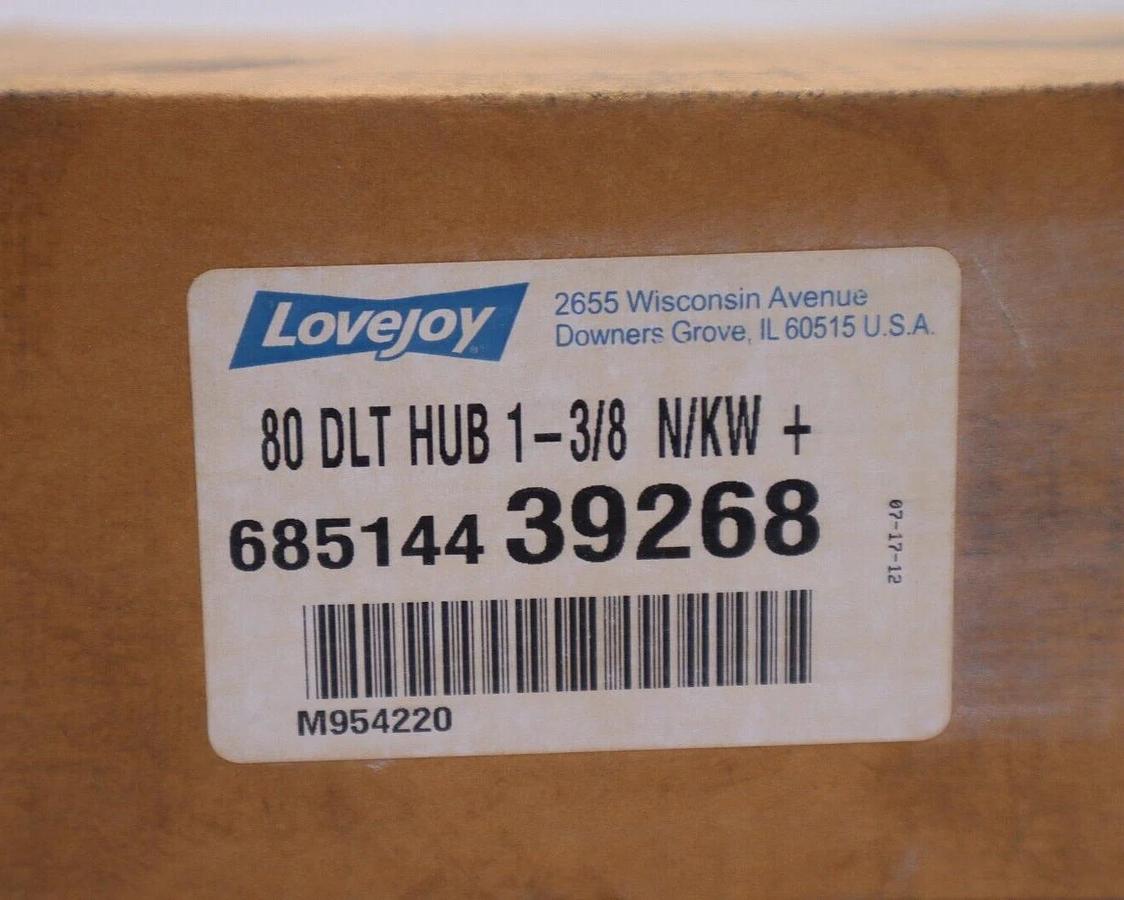 Lovejoy
2655 Wisconsin Avenue
Downers Grove, IL 60515 U.S.A.
80 DLT HUB 1-3/8 N/KW +
685144 39268
07-17-12
M954220